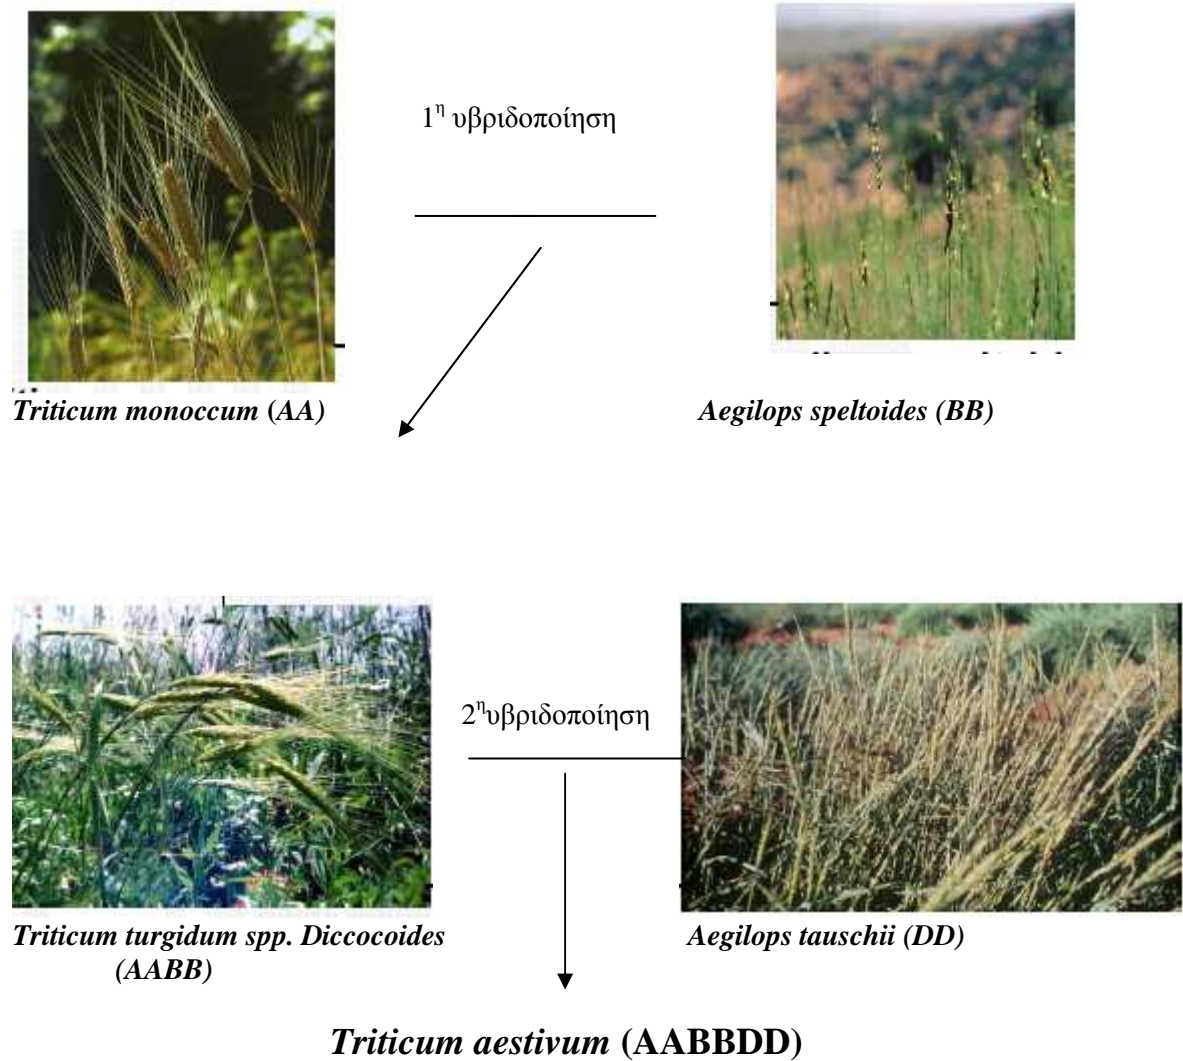 1η υβριδοποίηση
Triticum monoccum (AA)
Aegilops speltoides (BB)
2ηυβριδοποίηση
Triticum turgidum spp. Diccocoides
(AABB)
Aegilops tauschii (DD)
Triticum aestivum (AABBDD)